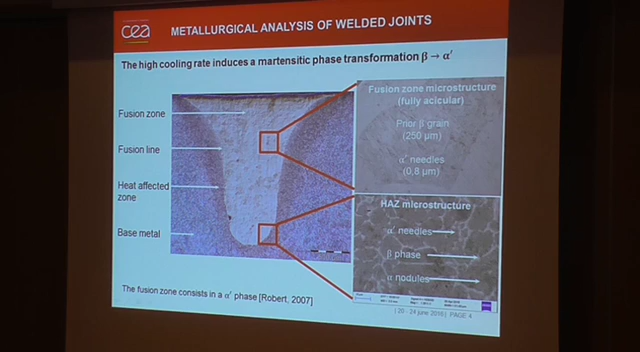 cea
METALLURGICAL ANALYSIS OF WELDED JOINTS
The high cooling rate induces a martensitic phase transformation β → α′
Fusion zone
Fusion line
Heat affected
zone
Base metal
Fusion zone microstructure
(fully acicular)
Prior β grain
(250 μm)
α′ needles
(0,8 μm)
HAZ microstructure
α′ needles
β phase
α nodules
The fusion zone consists in a α′ phase [Robert, 2007]
| 20 - 24 june 2016 | PAGE 4